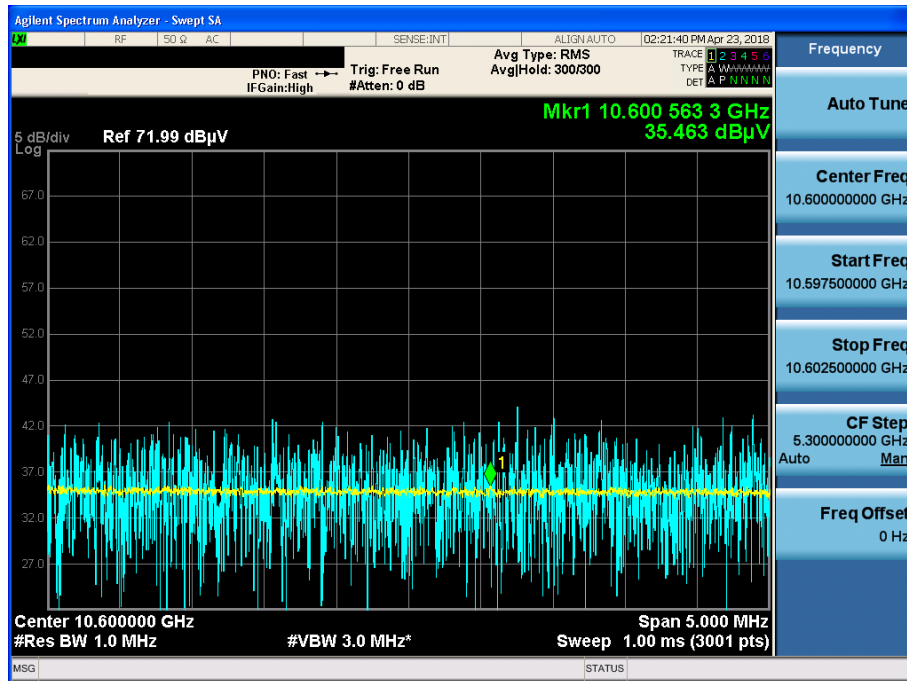 Agilent Spectrum Analyzer - Swept SA
LXI RF 50 Ω AC SENSE:INT ALIGN AUTO 02:21:40 PM Apr 23, 2018
PNO: Fast
IFGain:High
Trig: Free Run
#Atten: 0 dB
Avg Type: RMS
Avg|Hold: 300/300
TRACE 1 2 3 4 5 6
TYPE A WWWWW
DET A P N N N N
Mkr1 10.600 563 3 GHz
35.463 dBµV
5 dB/div Ref 71.99 dBµV
Log
67.0
62.0
57.0
52.0
47.0
42.0
37.0
32.0
27.0
1
Center 10.600000 GHz Span 5.000 MHz
#Res BW 1.0 MHz #VBW 3.0 MHz* Sweep 1.00 ms (3001 pts)
MSG STATUS
Frequency
Auto Tune
Center Freq
10.600000000 GHz
Start Freq
10.597500000 GHz
Stop Freq
10.602500000 GHz
CF Step
5.300000000 GHz
Auto Man
Freq Offset
0 Hz